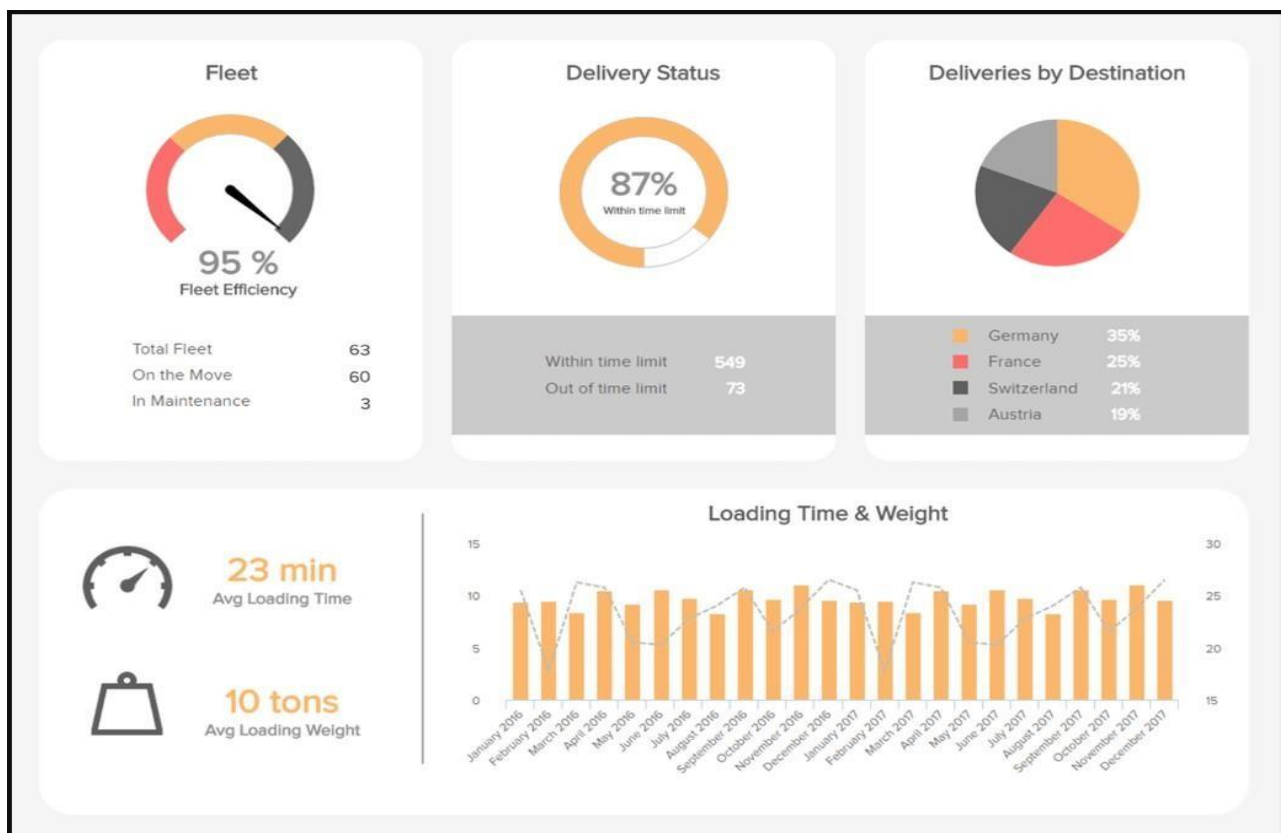 Fleet
95 %
Fleet Efficiency
Total Fleet 63
On the Move 60
In Maintenance 3
Delivery Status
87%
Within time limit
Within time limit 549
Out of time limit 73
Deliveries by Destination
Germany 35%
France 25%
Switzerland 21%
Austria 19%
23 min
Avg Loading Time
10 tons
Avg Loading Weight
Loading Time & Weight
15
10
5
0
30
25
20
15
January 2016
February 2016
March 2016
April 2016
May 2016
June 2016
July 2016
August 2016
September 2016
October 2016
November 2016
December 2016
January 2017
February 2017
March 2017
April 2017
May 2017
June 2017
July 2017
August 2017
September 2017
October 2017
November 2017
December 2017